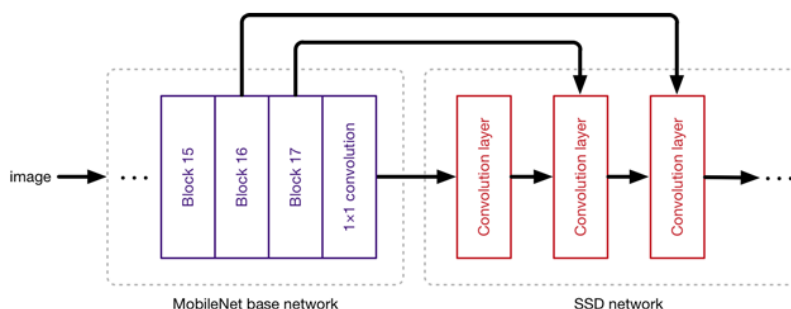 image
...
Block 15
Block 16
Block 17
1×1 convolution
Convolution layer
Convolution layer
Convolution layer
...
MobileNet base network
SSD network